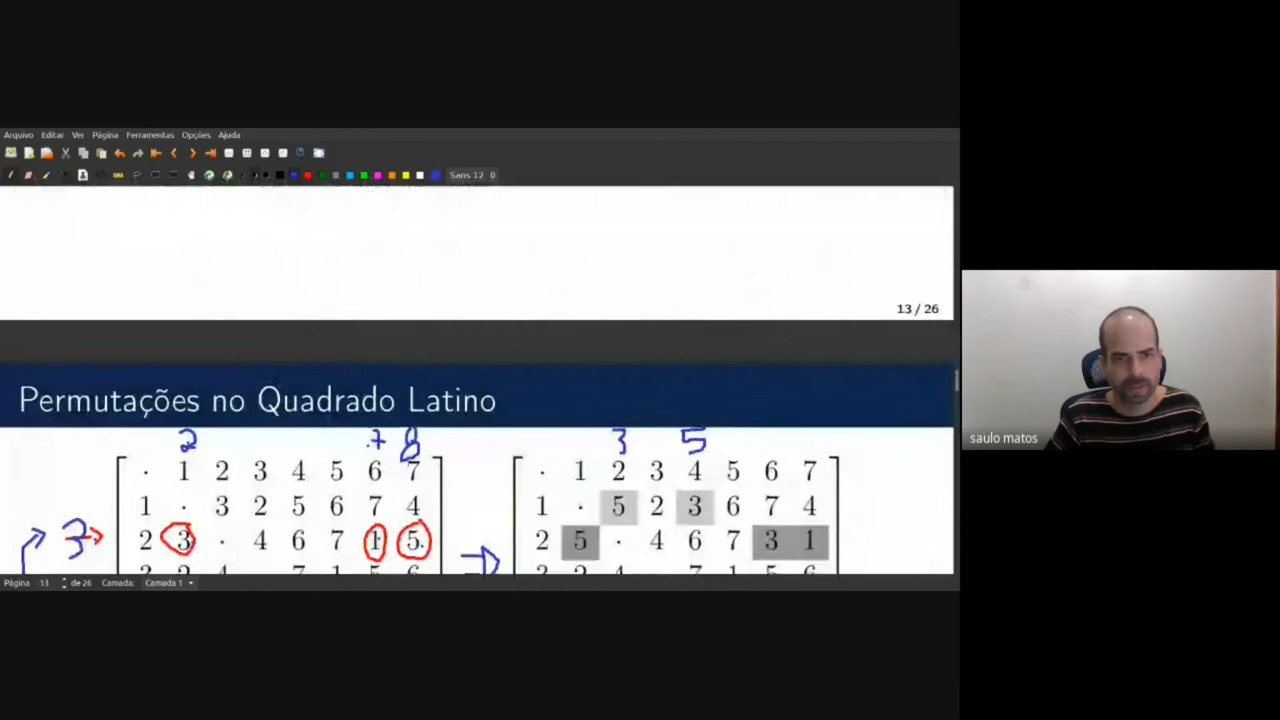 Arquivo Editar Ver Página Ferramentas Opções Ajuda
Sans 12 0
13 / 26
Permutações no Quadrado Latino
2 7 8 3 5
· 1 2 3 4 5 6 7 · 1 2 3 4 5 6 7
1 · 3 2 5 6 7 4 1 · 5 2 3 6 7 4
3 2 3 · 4 6 7 1 5 2 5 · 4 6 7 3 1
Página 13 de 26 Camada: Camada 1
saulo matos